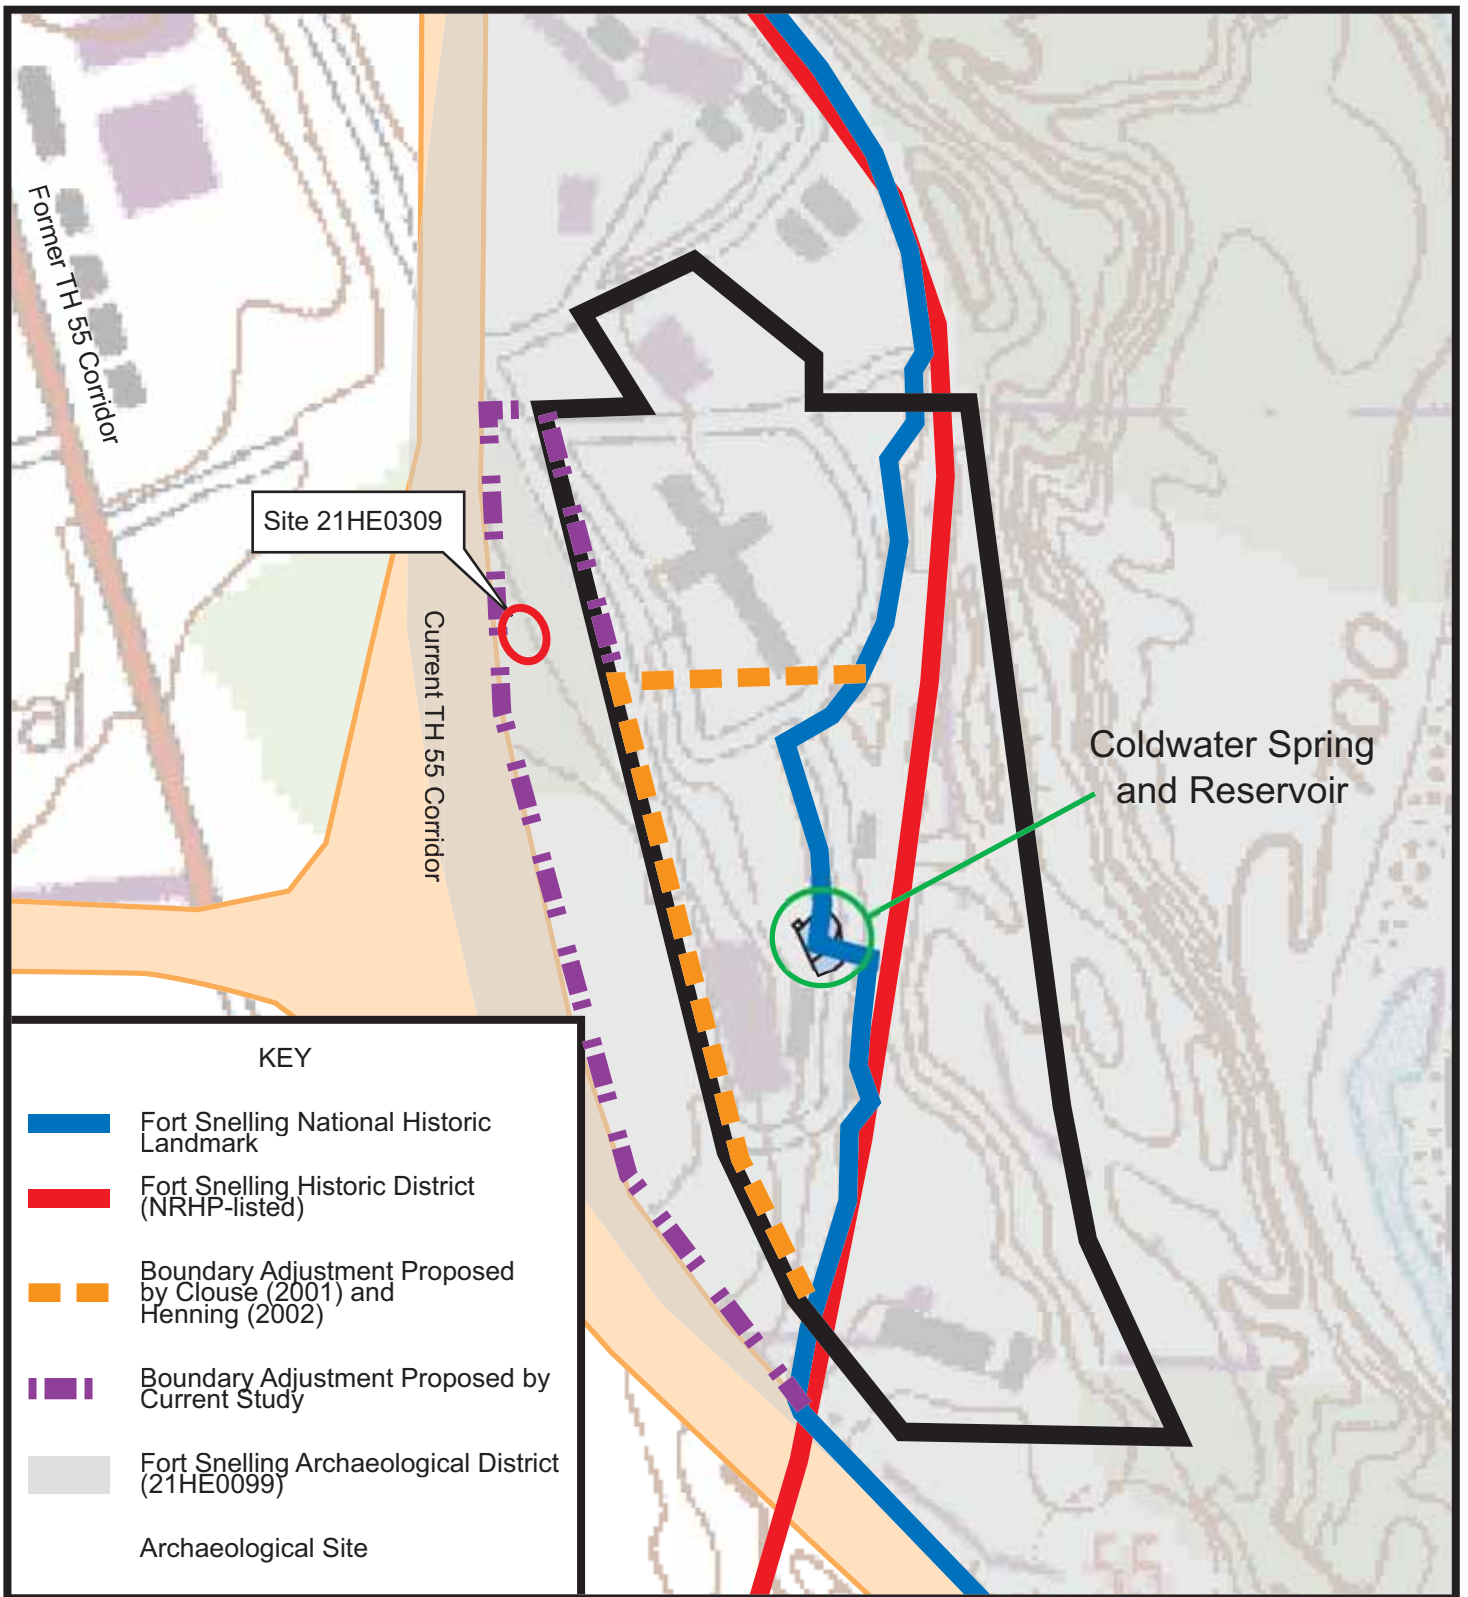 Former TH 55 Corridor
Site 21HE0309
Current TH 55 Corridor
Coldwater Spring
and Reservoir
al
55
KEY
Fort Snelling National Historic
Landmark
Fort Snelling Historic District
(NRHP-listed)
Boundary Adjustment Proposed
by Clouse (2001) and
Henning (2002)
Boundary Adjustment Proposed by
Current Study
Fort Snelling Archaeological District
(21HE0099)
Archaeological Site